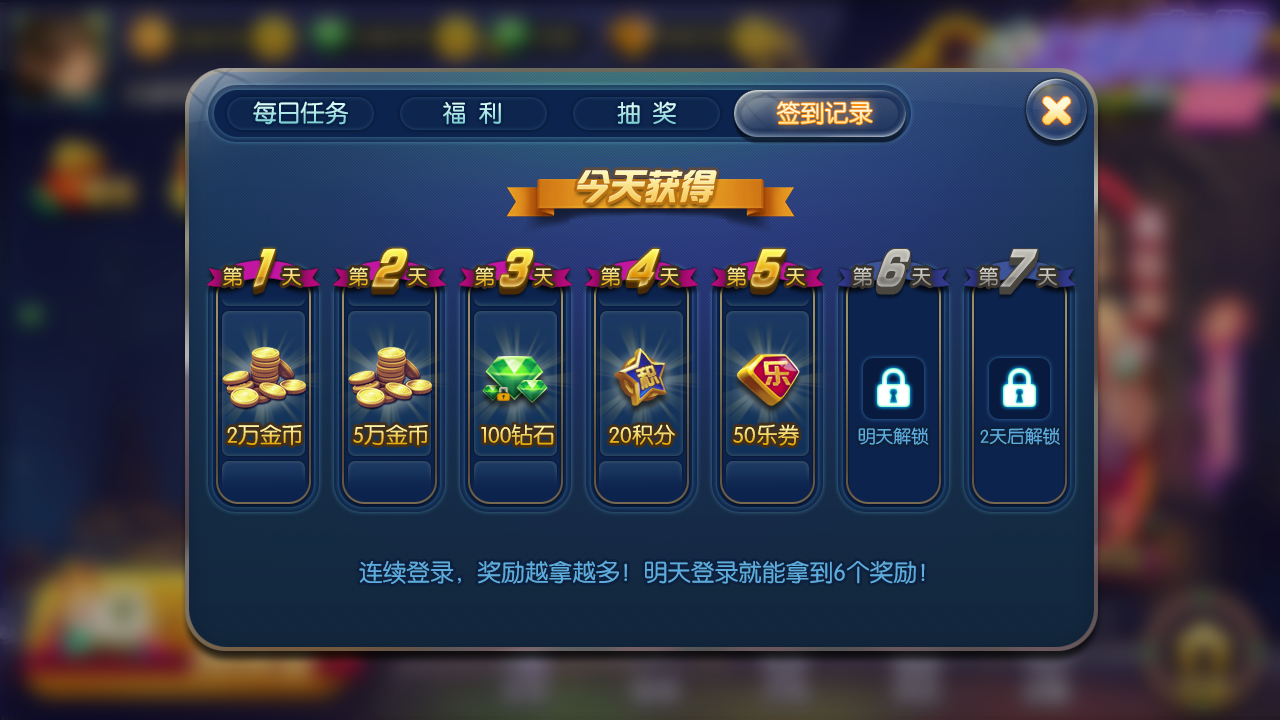 每日任务 福利 抽奖 签到记录
今天获得
第1天 第2天 第3天 第4天 第5天 第6天 第7天
积 乐
2万金币 5万金币 100钻石 20积分 50乐券 明天解锁 2天后解锁
连续登录，奖励越拿越多！明天登录就能拿到6个奖励！